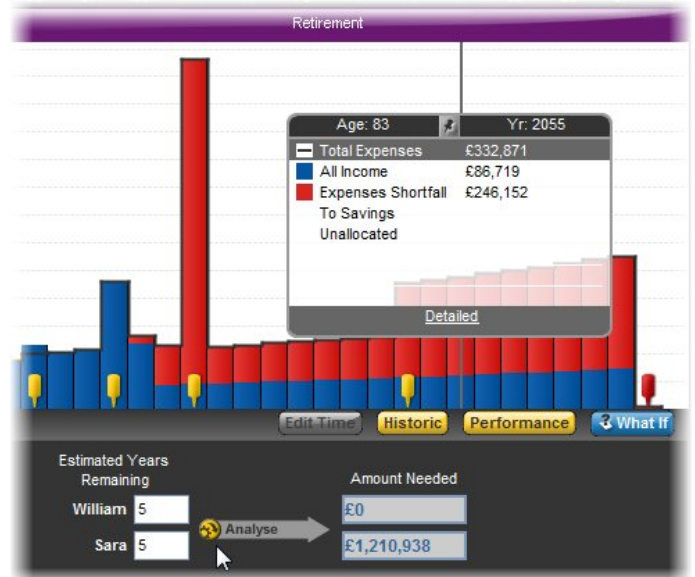 Retirement
Age: 83 Yr: 2055
Total Expenses £332,871
All Income £86,719
Expenses Shortfall £246,152
To Savings
Unallocated
Detailed
Edit Time Historic Performance What If
Estimated Years
Remaining
Amount Needed
William 5 £0
Analyse
Sara 5 £1,210,938